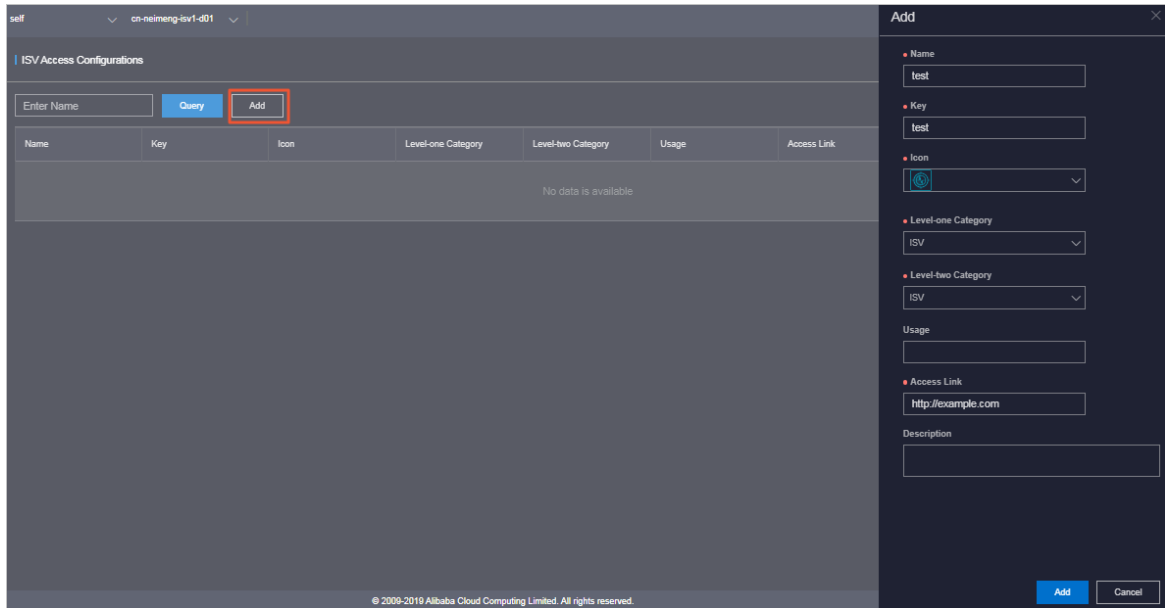 self cn-neimeng-isv1-d01
ISV Access Configurations
Enter Name Query Add
Name Key Icon Level-one Category Level-two Category Usage Access Link
No data is available
© 2009-2019 Alibaba Cloud Computing Limited. All rights reserved.
Add
Name
test
Key
test
Icon
Level-one Category
ISV
Level-two Category
ISV
Usage
Access Link
http://example.com
Description
Add Cancel